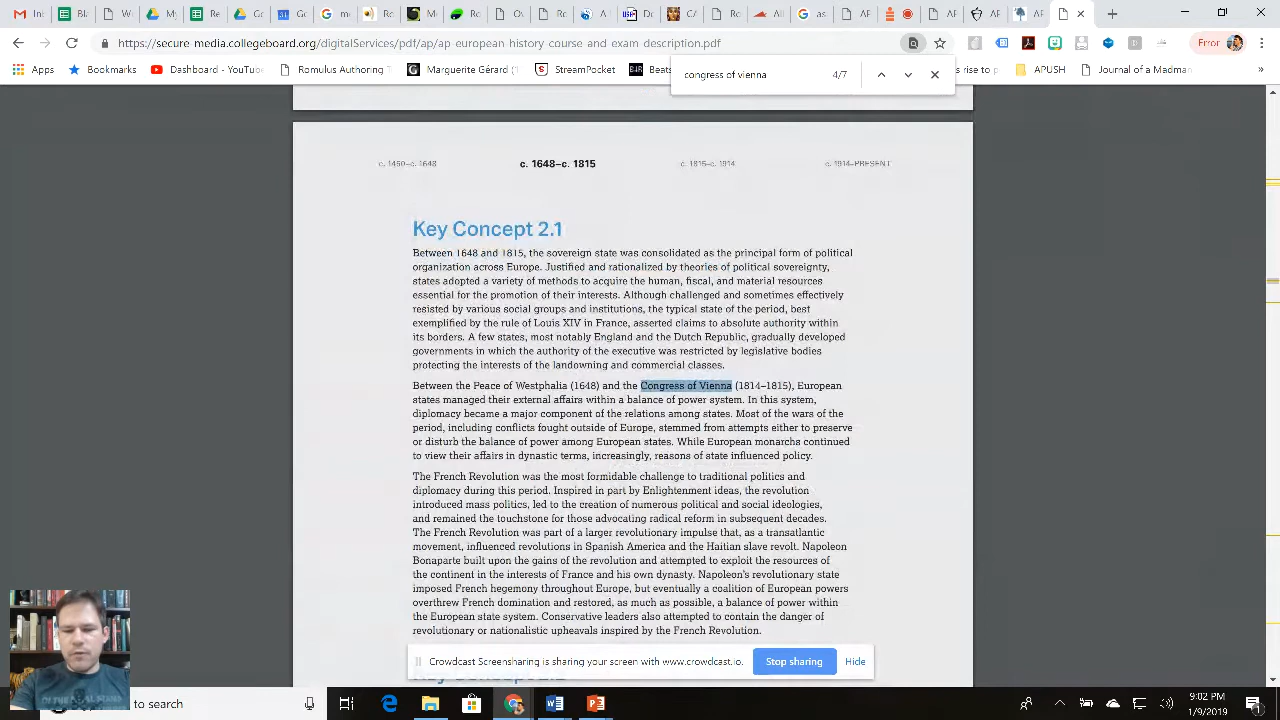 https://secure-media.collegeboard.org/digitalServices/pdf/ap/ap-european-history-course-and-exam-description.pdf
Error
Apps
Bookmarks
Dashboard - YouTu
Romulus Autoring T
Marguerite Gérard (1
StreamPocket
Beats
rise to p
APUSH
Journal of a Madman
»
congress of vienna 4/7
c. 1450–c. 1648
c. 1648–c. 1815
c. 1815–c. 1914
c. 1914–PRESENT
Key Concept 2.1
Between 1648 and 1815, the sovereign state was consolidated as the principal form of political
organization across Europe. Justified and rationalized by theories of political sovereignty,
states adopted a variety of methods to acquire the human, fiscal, and material resources
essential for the promotion of their interests. Although challenged and sometimes effectively
resisted by various social groups and institutions, the typical state of the period, best
exemplified by the rule of Louis XIV in France, asserted claims to absolute authority within
its borders. A few states, most notably England and the Dutch Republic, gradually developed
governments in which the authority of the executive was restricted by legislative bodies
protecting the interests of the landowning and commercial classes.
Between the Peace of Westphalia (1648) and the Congress of Vienna (1814–1815), European
states managed their external affairs within a balance of power system. In this system,
diplomacy became a major component of the relations among states. Most of the wars of the
period, including conflicts fought outside of Europe, stemmed from attempts either to preserve
or disturb the balance of power among European states. While European monarchs continued
to view their affairs in dynastic terms, increasingly, reasons of state influenced policy.
The French Revolution was the most formidable challenge to traditional politics and
diplomacy during this period. Inspired in part by Enlightenment ideas, the revolution
introduced mass politics, led to the creation of numerous political and social ideologies,
and remained the touchstone for those advocating radical reform in subsequent decades.
The French Revolution was part of a larger revolutionary impulse that, as a transatlantic
movement, influenced revolutions in Spanish America and the Haitian slave revolt. Napoleon
Bonaparte built upon the gains of the revolution and attempted to exploit the resources of
the continent in the interests of France and his own dynasty. Napoleon's revolutionary state
imposed French hegemony throughout Europe, but eventually a coalition of European powers
overthrew French domination and restored, as much as possible, a balance of power within
the European state system. Conservative leaders also attempted to contain the danger of
revolutionary or nationalistic upheavals inspired by the French Revolution.
Crowdcast Screensharing is sharing your screen with www.crowdcast.io.
Stop sharing
Hide
to search
9:02 PM
1/9/2019